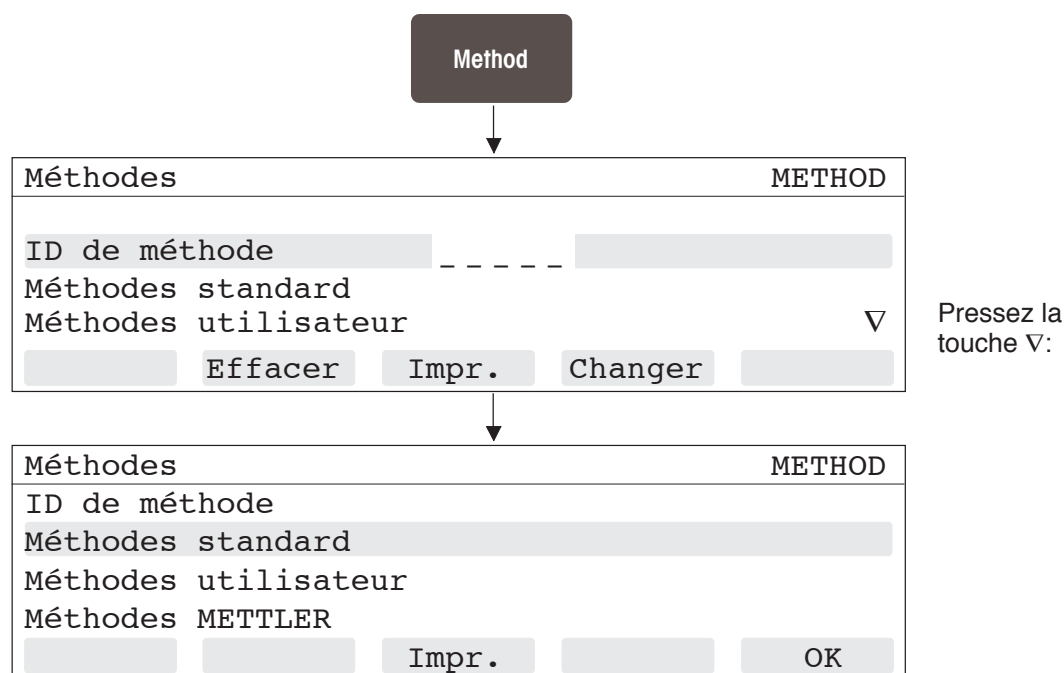 Method
Méthodes METHOD
ID de méthode _ _ _ _ _
Méthodes standard
Méthodes utilisateur ∇
Pressez la
touche ∇:
Effacer Impr. Changer
Méthodes METHOD
ID de méthode
Méthodes standard
Méthodes utilisateur
Méthodes METTLER
Impr. OK